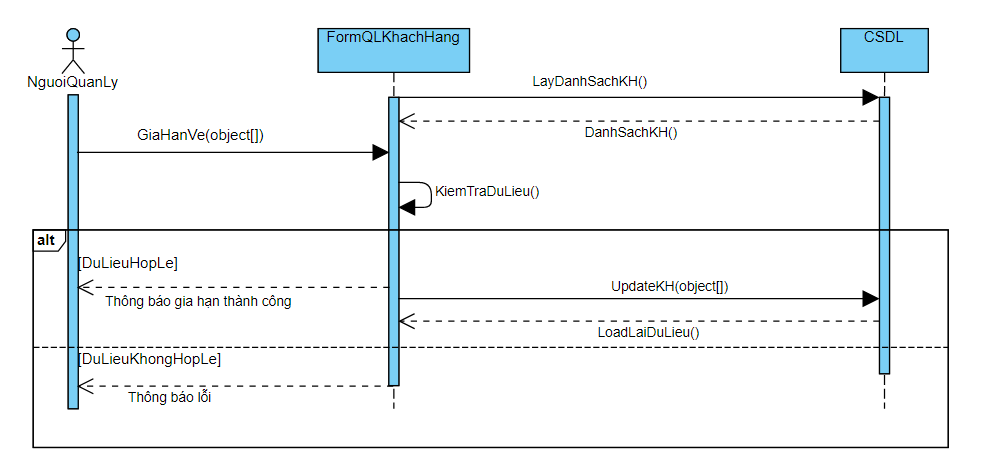 FormQLKhachHang
CSDL
NguoiQuanLy
LayDanhSachKH()
DanhSachKH()
GiaHanVe(object[])
KiemTraDuLieu()
alt
[DuLieuHopLe]
Thông báo gia hạn thành công
UpdateKH(object[])
LoadLaiDuLieu()
[DuLieuKhongHopLe]
Thông báo lỗi